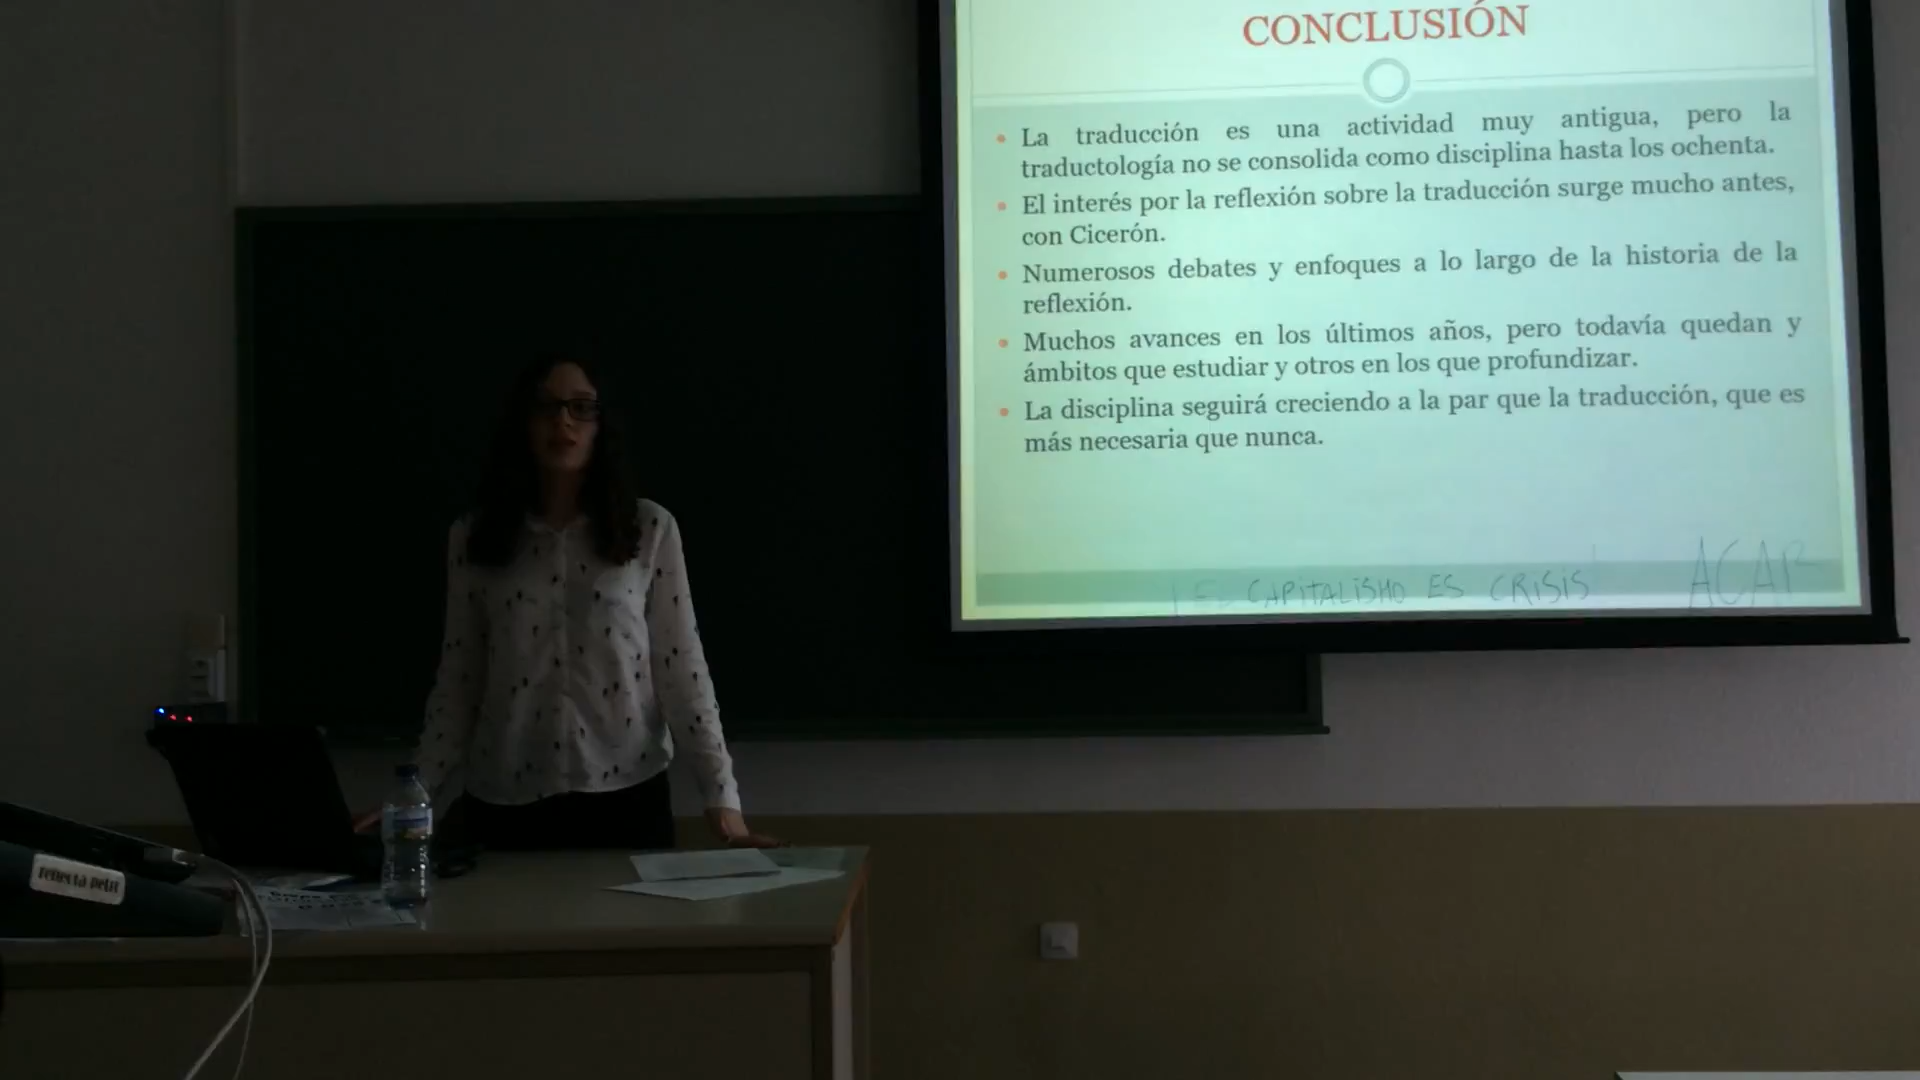 CONCLUSIÓN
La traducción es una actividad muy antigua, pero la
traductología no se consolida como disciplina hasta los ochenta.
El interés por la reflexión sobre la traducción surge mucho antes,
con Cicerón.
Numerosos debates y enfoques a lo largo de la historia de la
reflexión.
Muchos avances en los últimos años, pero todavía quedan y
ámbitos que estudiar y otros en los que profundizar.
La disciplina seguirá creciendo a la par que la traducción, que es
más necesaria que nunca.
EL CAPITALISMO ES CRISIS